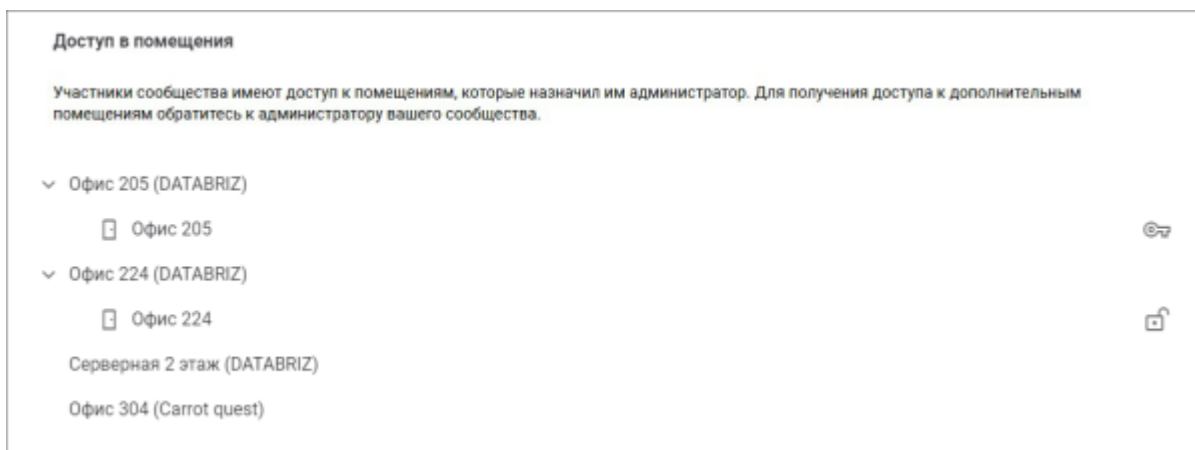 Доступ в помещения
Участники сообщества имеют доступ к помещениям, которые назначил им администратор. Для получения доступа к дополнительным
помещениям обратитесь к администратору вашего сообщества.
Офис 205 (DATABRIZ)
Офис 205
Офис 224 (DATABRIZ)
Офис 224
Серверная 2 этаж (DATABRIZ)
Офис 304 (Carrot quest)